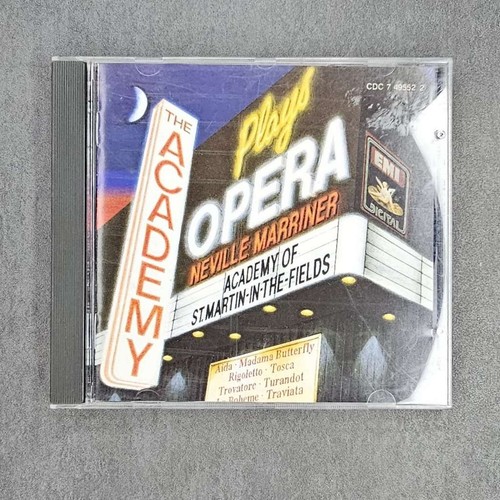 CDC 7 49552 2
THE
ACADEMY
Plays
OPERA
NEVILLE MARRINER
ACADEMY OF
ST.MARTIN-IN-THE-FIELDS
EMI
DIGITAL
Aida · Madama Butterfly
Rigoletto · Tosca
Trovatore · Turandot
La Boheme · Traviata